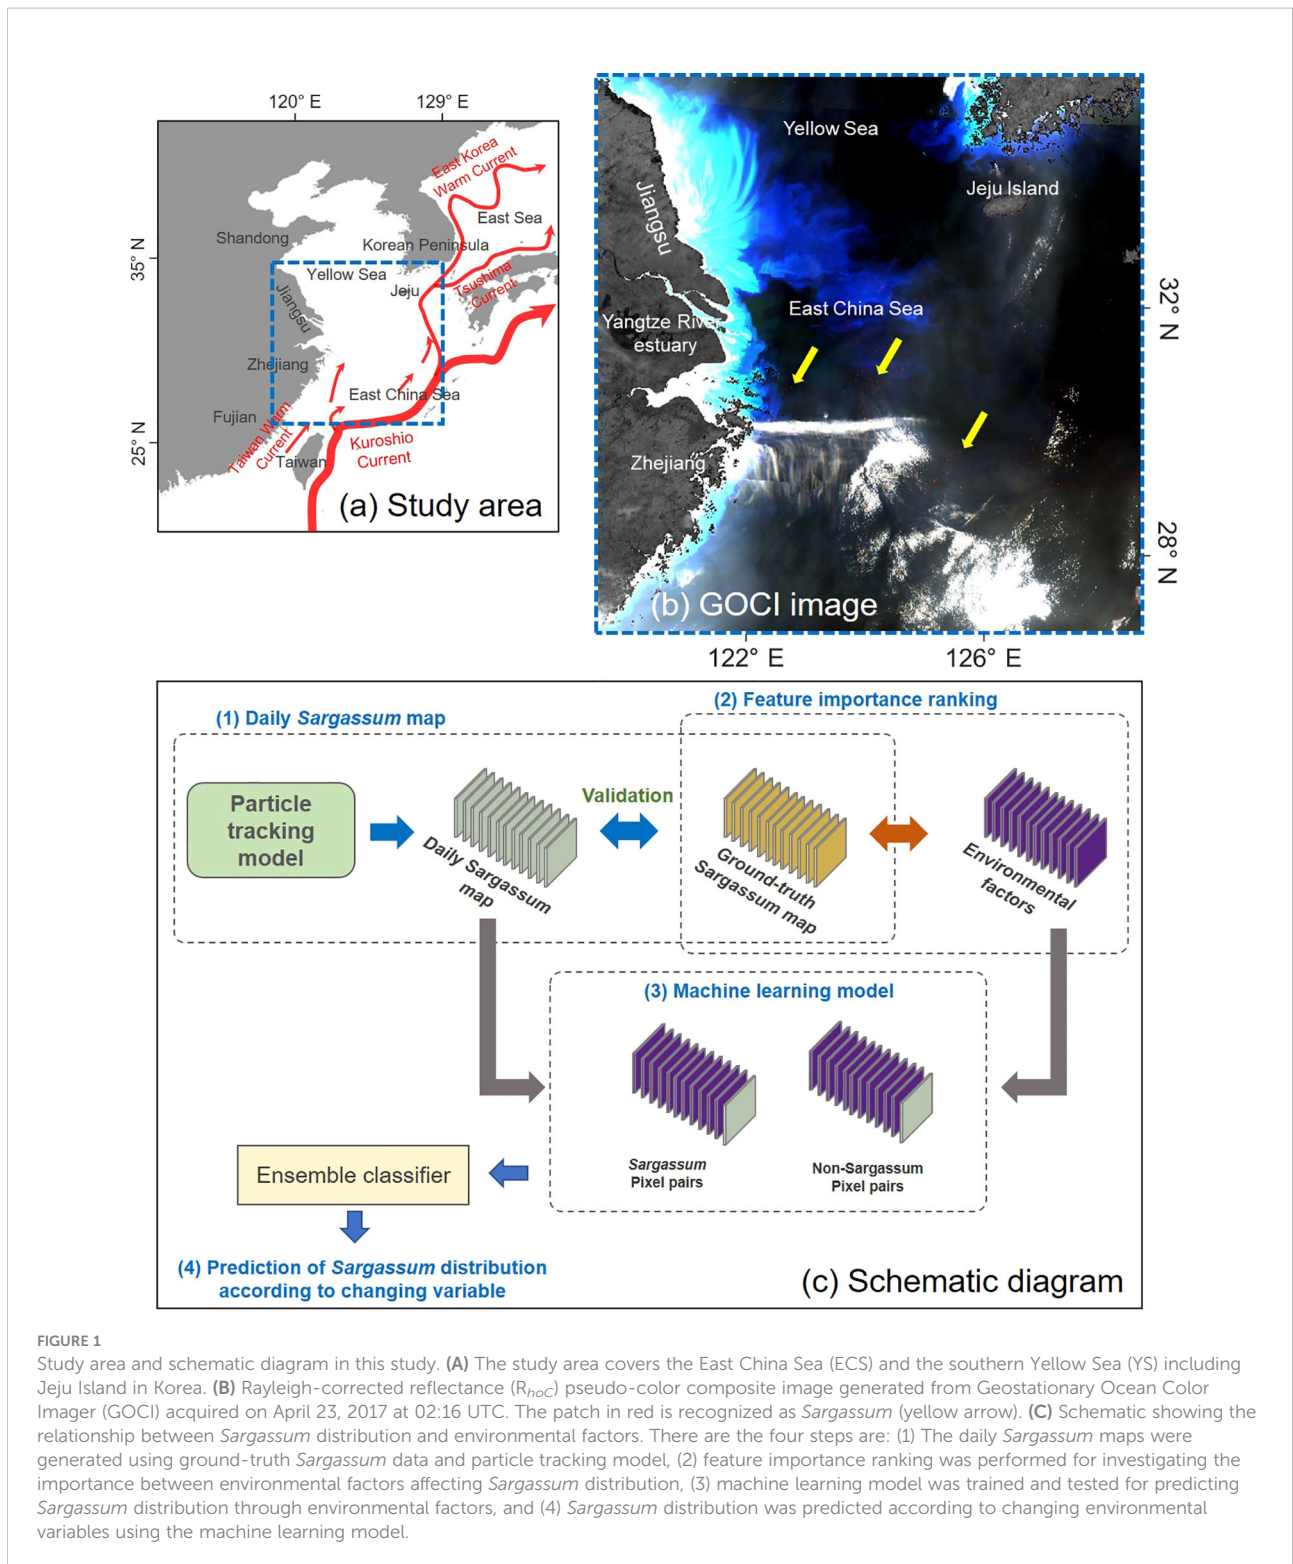 120° E
129° E
35° N
25° N
East Korea
Warm Current
East Sea
Shandong
Korean Peninsula
Yellow Sea
Tsushima
Current
Jeju
Jiangsu
Zhejiang
East China Sea
Fujian
Taiwan Warm
Current
Kuroshio
Current
Taiwan
(a) Study area
Yellow Sea
Jiangsu
Jeju Island
East China Sea
Yangtze River
estuary
Zhejiang
(b) GOCI image
32° N
28° N
122° E
126° E
(1) Daily Sargassum map
(2) Feature importance ranking
Particle
tracking
model
Validation
Daily Sargassum
map
Ground-truth
Sargassum map
Environmental
factors
(3) Machine learning model
Sargassum
Pixel pairs
Non-Sargassum
Pixel pairs
Ensemble classifier
(4) Prediction of Sargassum distribution
according to changing variable
(c) Schematic diagram
FIGURE 1
Study area and schematic diagram in this study. (A) The study area covers the East China Sea (ECS) and the southern Yellow Sea (YS) including
Jeju Island in Korea. (B) Rayleigh-corrected reflectance (RhoC) pseudo-color composite image generated from Geostationary Ocean Color
Imager (GOCI) acquired on April 23, 2017 at 02:16 UTC. The patch in red is recognized as Sargassum (yellow arrow). (C) Schematic showing the
relationship between Sargassum distribution and environmental factors. There are the four steps are: (1) The daily Sargassum maps were
generated using ground-truth Sargassum data and particle tracking model, (2) feature importance ranking was performed for investigating the
importance between environmental factors affecting Sargassum distribution, (3) machine learning model was trained and tested for predicting
Sargassum distribution through environmental factors, and (4) Sargassum distribution was predicted according to changing environmental
variables using the machine learning model.